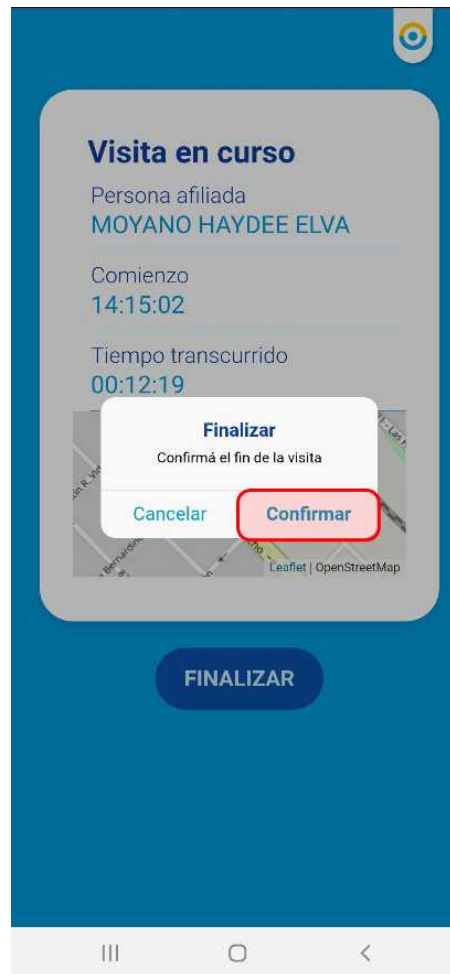 Visita en curso
Persona afiliada
MOYANO HAYDEE ELVA
Comienzo
14:15:02
Tiempo transcurrido
00:12:19
Finalizar
Confirmá el fin de la visita
Cancelar
Confirmar
Leaflet | OpenStreetMap
FINALIZAR